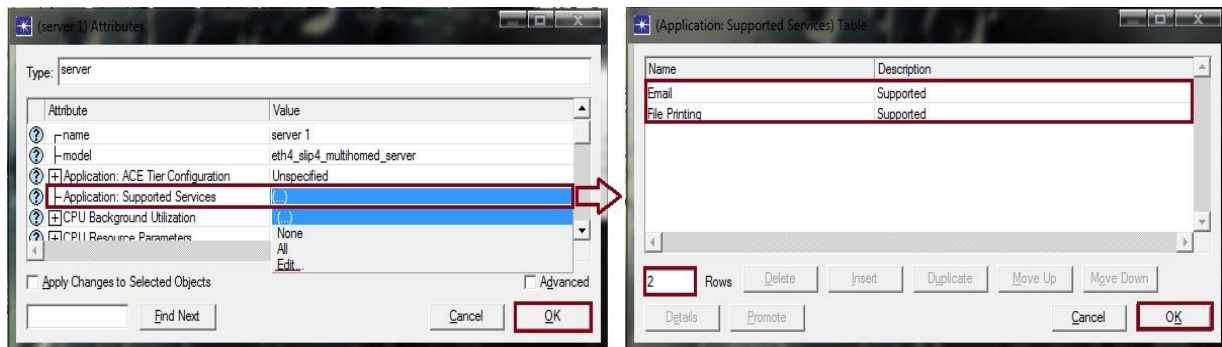 (server 1) Attributes
Type: server
Attribute Value
name server 1
model eth4_slip4_multihomed_server
Application: ACE Tier Configuration Unspecified
Application: Supported Services (...)
CPU Background Utilization (...)
CPU Resource Parameters None
All
Edit...
Apply Changes to Selected Objects Advanced
Find Next Cancel OK
(Application: Supported Services) Table
Name Description
Email Supported
File Printing Supported
2 Rows Delete Insert Duplicate Move Up Move Down
Details Promote Cancel OK